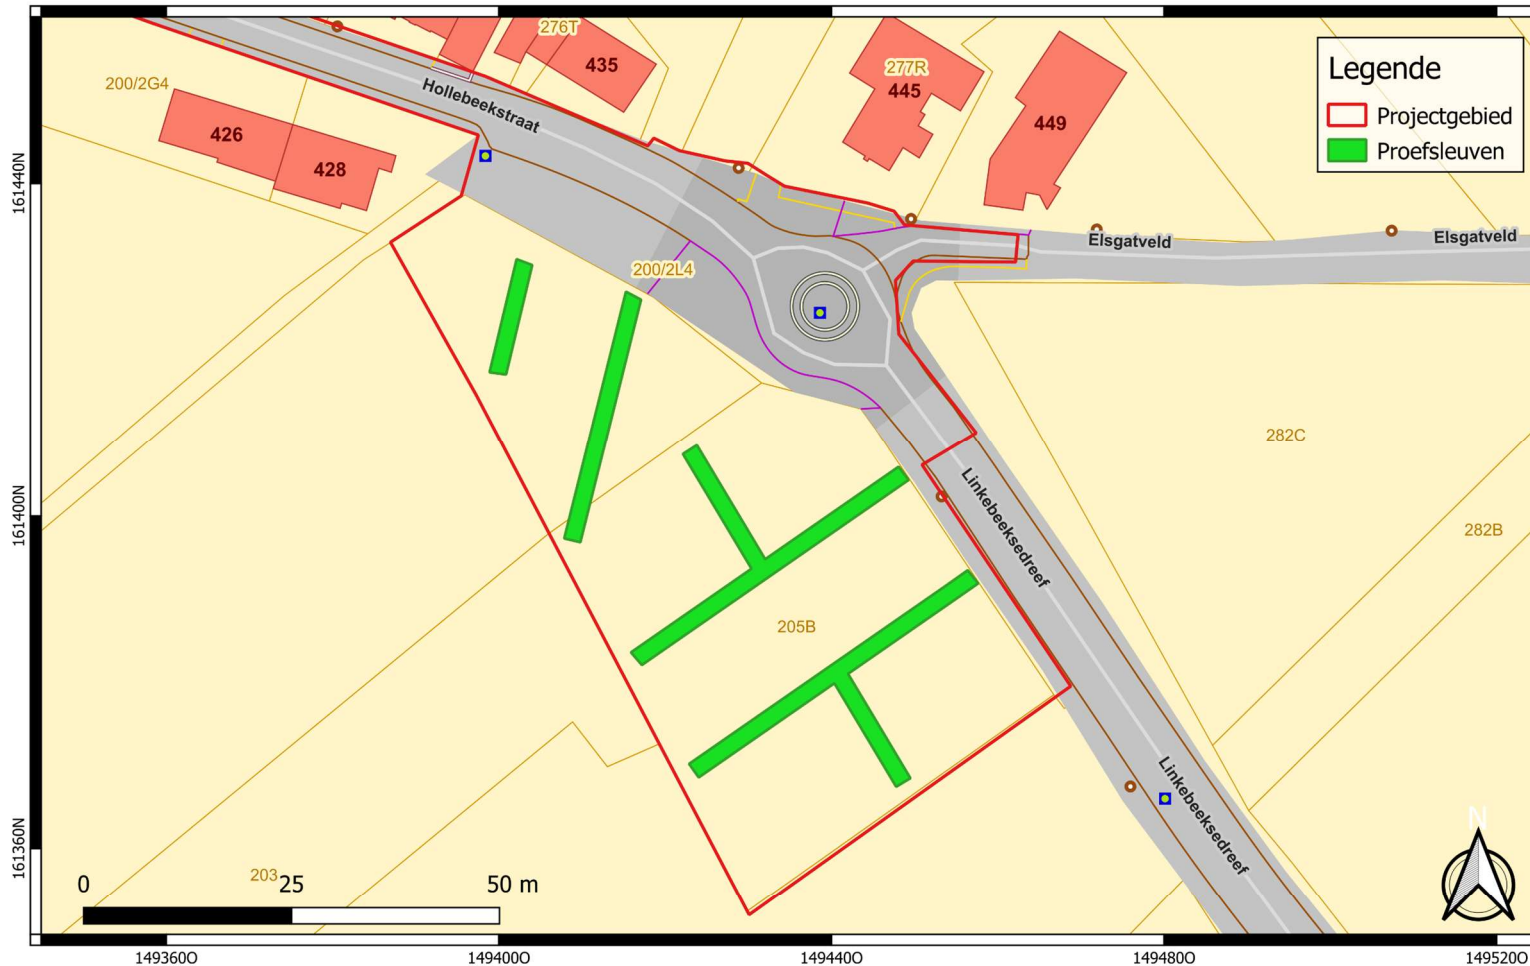 276T
435
277R
445
449
Legende
Projectgebied
Proefsleuven
200/2G4
426
428
Hollebeekstraat
161440N
Elsgatveld
Elsgatveld
200/2L4
282C
161400N
Linkebeeksedreef
282B
205B
Linkebeeksedreef
161360N
N
203
0 25 50 m
149360O 149400O 149440O 149480O 149520O